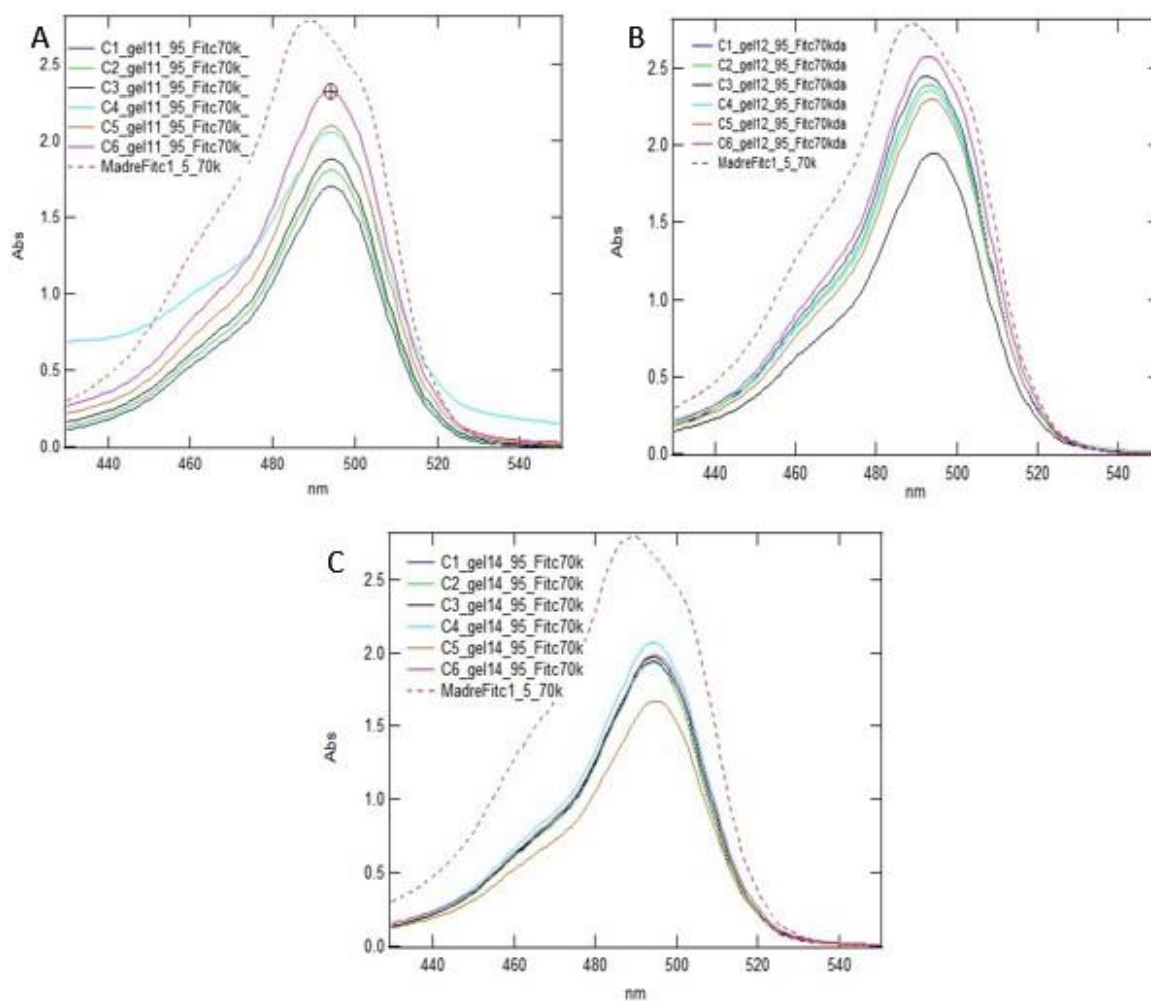 A
C1_gel11_95_Fitc70k_
C2_gel11_95_Fitc70k_
C3_gel11_95_Fitc70k_
C4_gel11_95_Fitc70k_
C5_gel11_95_Fitc70k_
C6_gel11_95_Fitc70k_
MadreFitc1_5_70k
2.5
2.0
1.5
1.0
0.5
0.0
Abs
440 460 480 500 520 540
nm
B
C1_gel12_95_Fitc70kda
C2_gel12_95_Fitc70kda
C3_gel12_95_Fitc70kda
C4_gel12_95_Fitc70kda
C5_gel12_95_Fitc70kda
C6_gel12_95_Fitc70kda
MadreFitc1_5_70k
2.5
2.0
1.5
1.0
0.5
0.0
Abs
440 460 480 500 520 540
nm
C
C1_gel14_95_Fitc70k
C2_gel14_95_Fitc70k
C3_gel14_95_Fitc70k
C4_gel14_95_Fitc70k
C5_gel14_95_Fitc70k
C6_gel14_95_Fitc70k
MadreFitc1_5_70k
2.5
2.0
1.5
1.0
0.5
0.0
Abs
440 460 480 500 520 540
nm